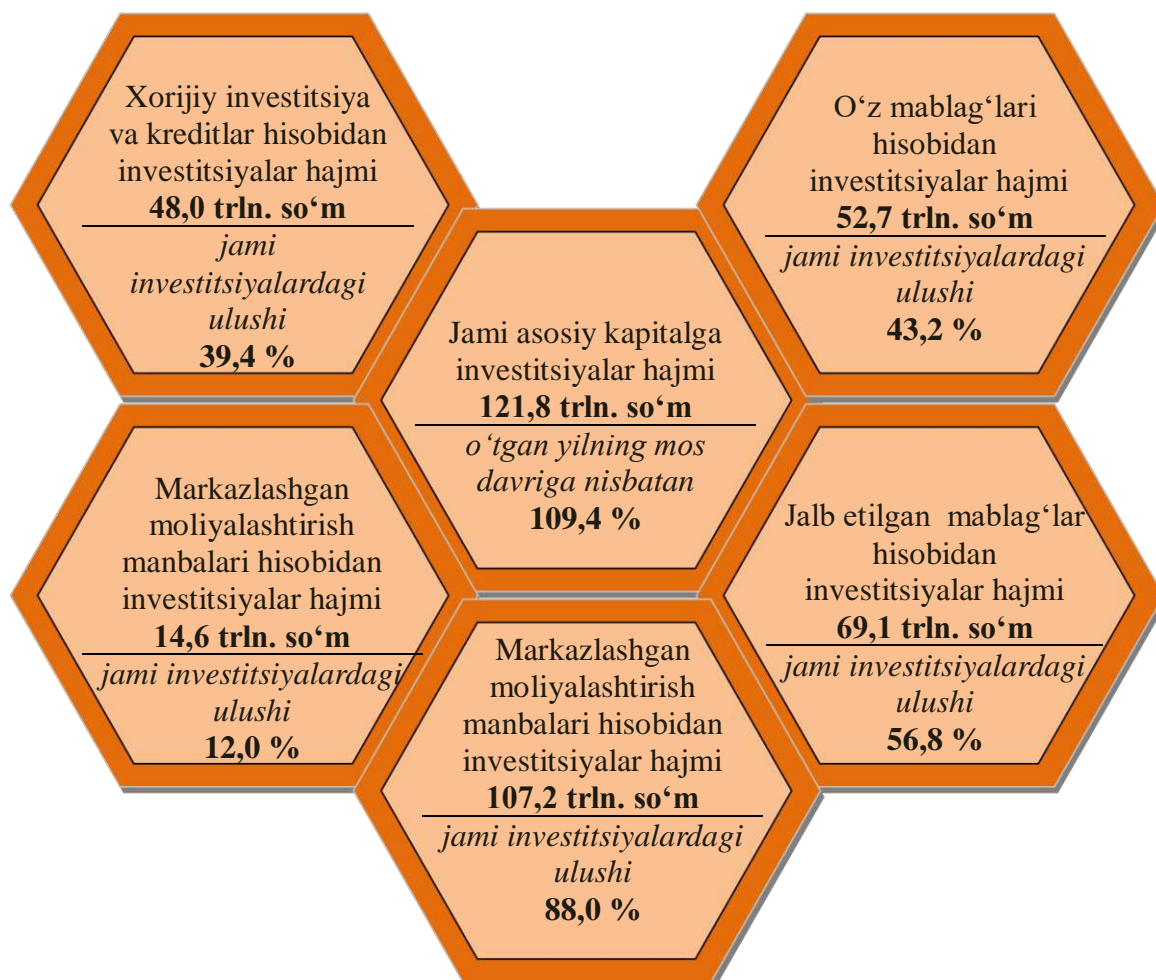 Xorijiy investitsiya
va kreditlar hisobidan
investitsiyalar hajmi
48,0 trln. so‘m
jami
investitsiyalardagi
ulushi
39,4 %
O‘z mablag‘lari
hisobidan
investitsiyalar hajmi
52,7 trln. so‘m
jami investitsiyalardagi
ulushi
43,2 %
Jami asosiy kapitalga
investitsiyalar hajmi
121,8 trln. so‘m
o‘tgan yilning mos
davriga nisbatan
109,4 %
Markazlashgan
moliyalashtirish
manbalari hisobidan
investitsiyalar hajmi
14,6 trln. so‘m
jami investitsiyalardagi
ulushi
12,0 %
Jalb etilgan mablag‘lar
hisobidan
investitsiyalar hajmi
69,1 trln. so‘m
jami investitsiyalardagi
ulushi
56,8 %
Markazlashgan
moliyalashtirish
manbalari hisobidan
investitsiyalar hajmi
107,2 trln. so‘m
jami investitsiyalardagi
ulushi
88,0 %